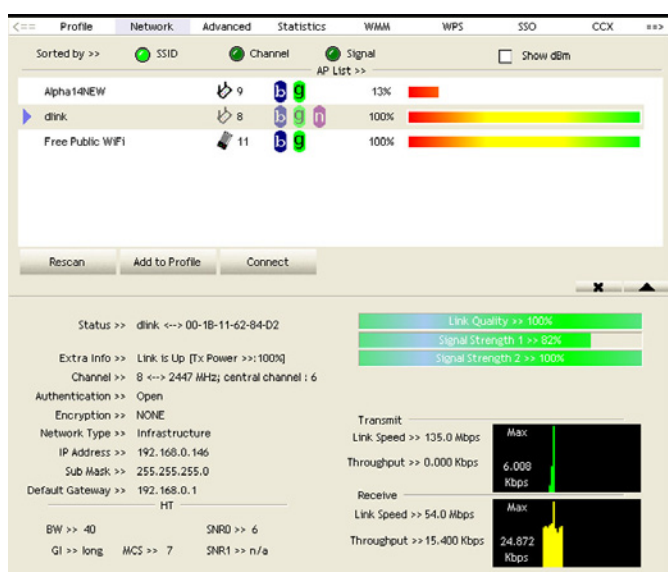 <== Profile Network Advanced Statistics WMM WPS SSO CCX ==>
Sorted by >> SSID Channel Signal Show dBm
AP List >>
Alpha14NEW 9 b g 13%
dlink 8 b g n 100%
Free Public WiFi 11 b g 100%
Rescan Add to Profile Connect
Status >> dlink <--> 00-1B-11-62-84-D2
Extra Info >> Link is Up [Tx Power >>:100%]
Channel >> 8 <--> 2447 MHz; central channel : 6
Authentication >> Open
Encryption >> NONE
Network Type >> Infrastructure
IP Address >> 192.168.0.146
Sub Mask >> 255.255.255.0
Default Gateway >> 192.168.0.1
HT
BW >> 40 SNR0 >> 6
GI >> long MCS >> 7 SNR1 >> n/a
Link Quality >> 100%
Signal Strength 1 >> 82%
Signal Strength 2 >> 100%
Transmit
Link Speed >> 135.0 Mbps
Throughput >> 0.000 Kbps
Max
6.008
Kbps
Receive
Link Speed >> 54.0 Mbps
Throughput >> 15.400 Kbps
Max
24.872
Kbps